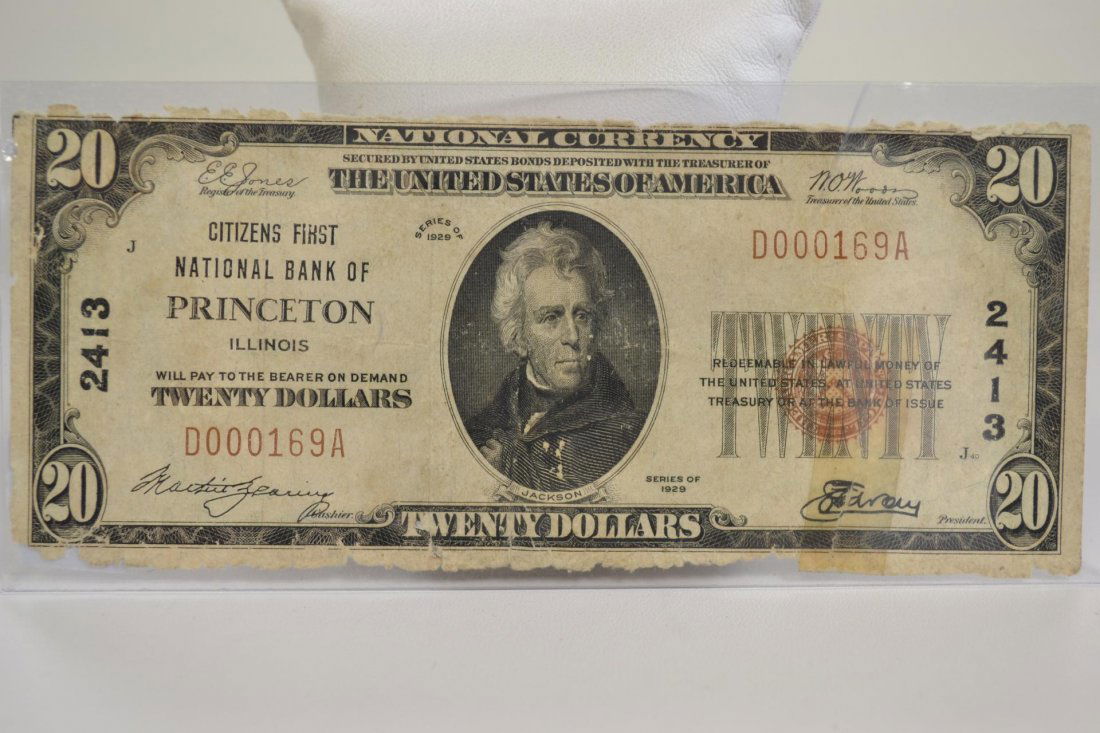 NATIONAL CURRENCY
20
20
SECURED BY UNITED STATES BONDS DEPOSITED WITH THE TREASURER OF
THE UNITED STATES OF AMERICA
E.E. Jones
Register of the Treasury.
W.O. Woods
Treasurer of the United States.
J
CITIZENS FIRST
NATIONAL BANK OF
PRINCETON
ILLINOIS
WILL PAY TO THE BEARER ON DEMAND
TWENTY DOLLARS
D000169A
2413
SERIES OF
1929
D000169A
TWENTY
REDEEMABLE IN LAWFUL MONEY OF
THE UNITED STATES, AT UNITED STATES
TREASURY OR AT THE BANK OF ISSUE
2413
J40
SERIES OF
1929
JACKSON
Cashier.
President.
20
TWENTY DOLLARS
20